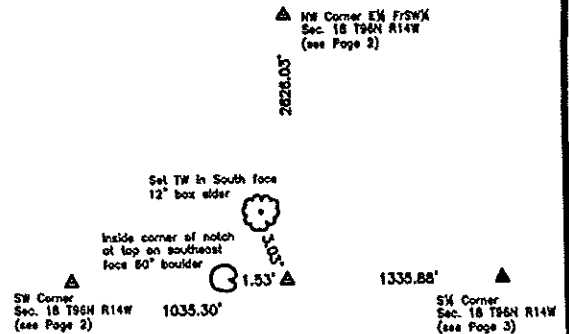 NW Corner E½ FrSW¼
Sec. 18 T96N R14W
(see Page 2)
2626.03'
Set TW in South face
12" box elder
5.03'
Inside corner of notch
at top on southeast
face 60" boulder
1.53'
1335.88'
1035.30'
SW Corner
Sec. 18 T96N R14W
(see Page 2)
S¼ Corner
Sec. 18 T96N R14W
(see Page 3)